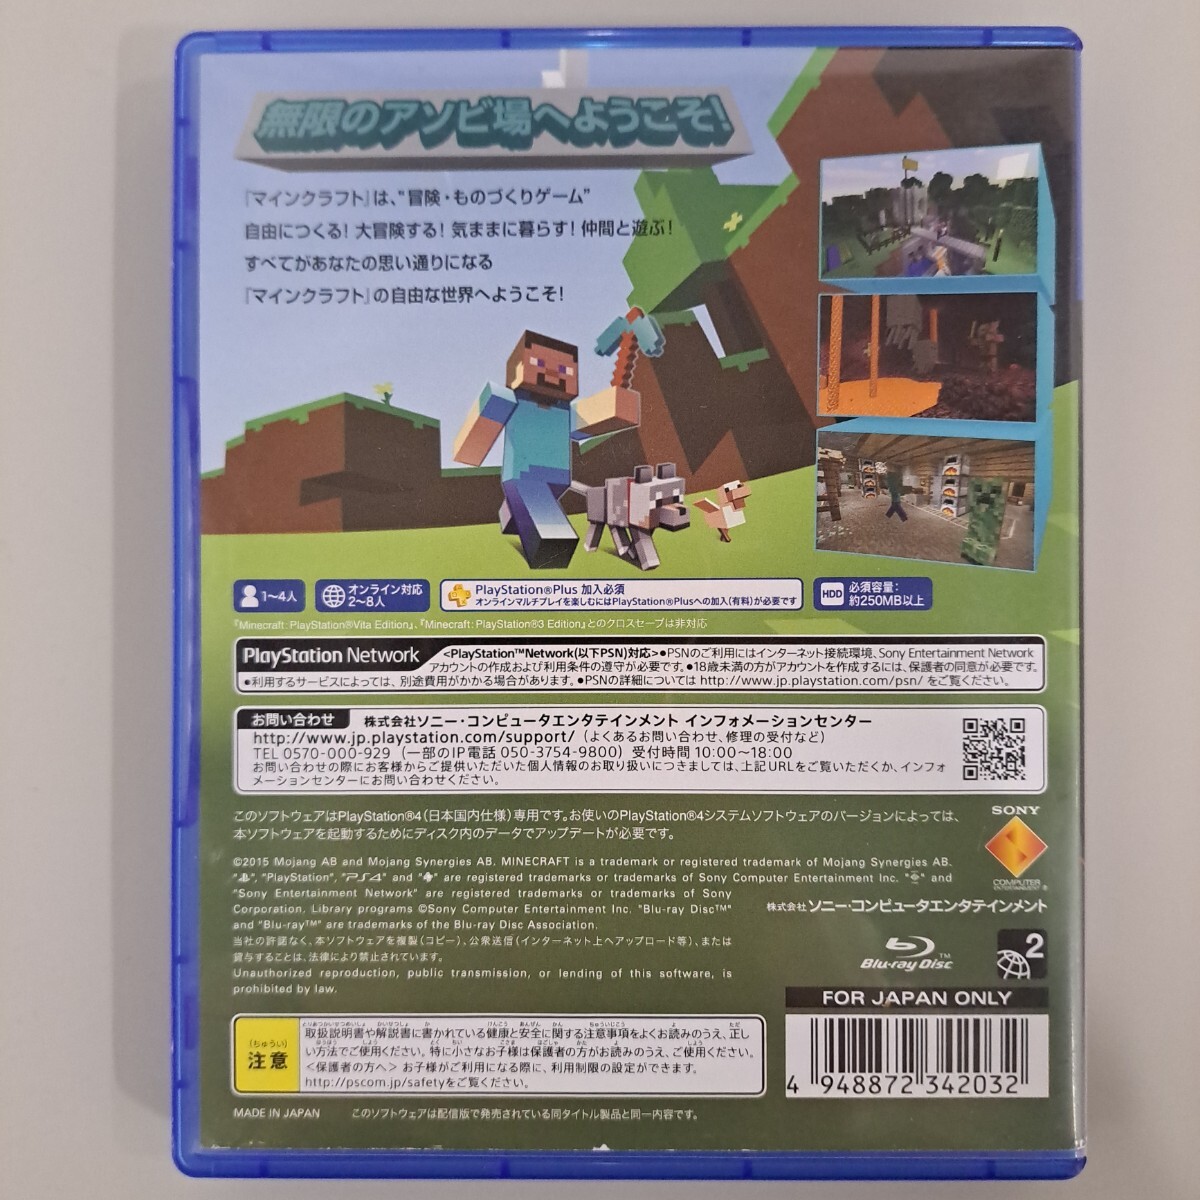 無限のアソビ場へようこそ!
『マインクラフト』は、"冒険・ものづくりゲーム"
自由につくる! 大冒険する! 気ままに暮らす! 仲間と遊ぶ!
すべてがあなたの思い通りになる
『マインクラフト』の自由な世界へようこそ!
1〜4人
オンライン対応
2〜8人
PlayStation®Plus 加入必須
オンラインマルチプレイを楽しむにはPlayStation®Plusへの加入(有料)が必要です
HDD
必須容量:
約250MB以上
『Minecraft: PlayStation®Vita Edition』、『Minecraft: PlayStation®3 Edition』とのクロスセーブは非対応
PlayStation Network
<PlayStation™Network(以下PSN)対応>●PSNのご利用にはインターネット接続環境、Sony Entertainment Network
アカウントの作成および利用条件の遵守が必要です。●18歳未満の方がアカウントを作成するには、保護者の同意が必要です。
●利用するサービスによっては、別途費用がかかる場合があります。●PSNの詳細については http://www.jp.playstation.com/psn/ をご覧ください。
お問い合わせ
株式会社ソニー・コンピュータエンタテインメント インフォメーションセンター
http://www.jp.playstation.com/support/ (よくあるお問い合わせ、修理の受付など)
TEL 0570-000-929 (一部のIP電話 050-3754-9800) 受付時間 10:00〜18:00
お問い合わせの際にお客様からご提供いただいた個人情報のお取り扱いにつきましては、上記URLをご覧いただくか、インフォ
メーションセンターにお問い合わせください。
このソフトウェアはPlayStation®4(日本国内仕様)専用です。お使いのPlayStation®4システムソフトウェアのバージョンによっては、
本ソフトウェアを起動するためにディスク内のデータでアップデートが必要です。
SONY
COMPUTER
ENTERTAINMENT ®
©2015 Mojang AB and Mojang Synergies AB. MINECRAFT is a trademark or registered trademark of Mojang Synergies AB.
" ", "PlayStation", "PS4" and " " are registered trademarks or trademarks of Sony Computer Entertainment Inc. " " and
"Sony Entertainment Network" are registered trademarks or trademarks of Sony
Corporation. Library programs ©Sony Computer Entertainment Inc. "Blu-ray Disc™"
and "Blu-ray™" are trademarks of the Blu-ray Disc Association.
株式会社ソニー・コンピュータエンタテインメント
当社の許諾なく、本ソフトウェアを複製(コピー)、公衆送信(インターネット上へアップロード等)、または
貸与することは、法律により禁止されています。
Unauthorized reproduction, public transmission, or lending of this software, is
prohibited by law.
Blu-ray Disc™
2
FOR JAPAN ONLY
4 948872 342032
(ちゅうい)
注意
取扱説明書や解説書に書かれている健康と安全に関する注意事項をよくお読みのうえ、正し
い方法でご使用ください。特に小さなお子様は保護者の方がお読みのうえ、ご使用ください。
<保護者の方へ> お子様がご利用になる際に、利用制限の設定ができます。
http://pscom.jp/safetyをご覧ください。
MADE IN JAPAN
このソフトウェアは配信版で発売されている同タイトル製品と同一内容です。